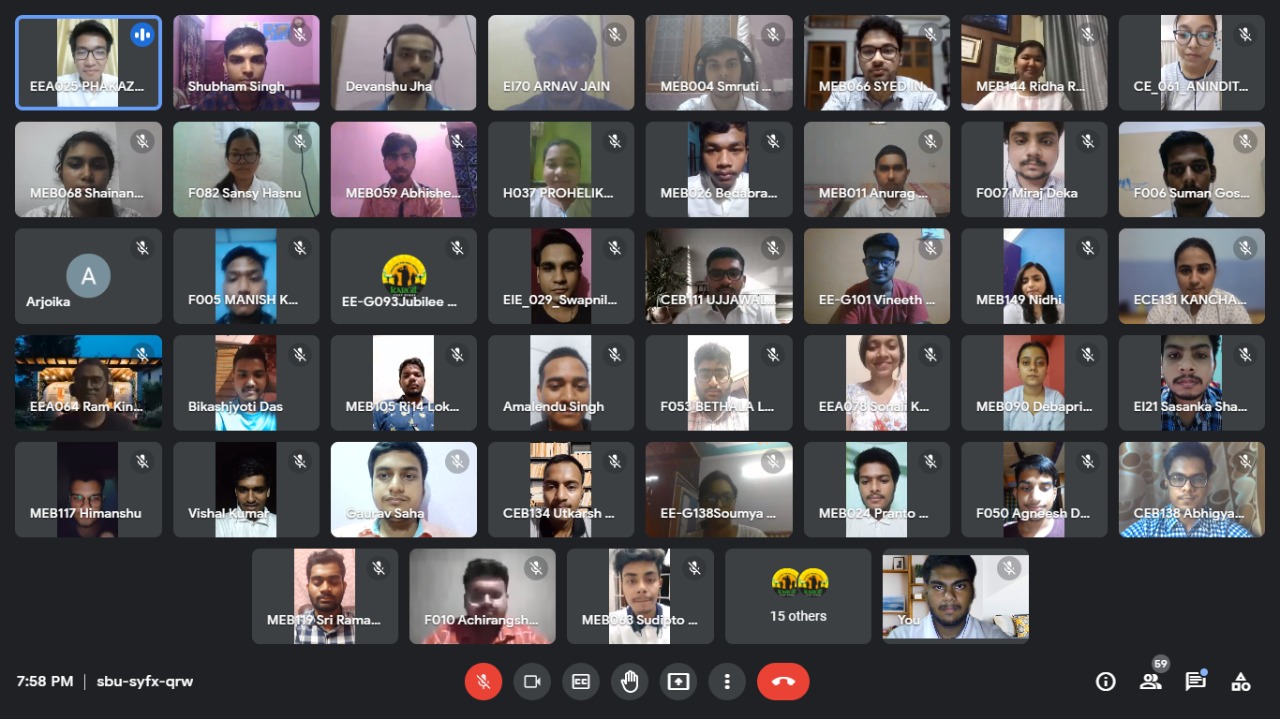 EEA025 PHAKAZ...
Shubham Singh
Devanshu Jha
EI70 ARNAV JAIN
MEB004 Smruti ...
MEB066 SYED IN...
MEB144 Ridha R...
CE_061_ANINDIT...
MEB068 Shainan...
F082 Sansy Hasnu
MEB059 Abhishe...
H037 PROHELIK...
MEB026 Bedabra...
MEB011 Anurag ...
F007 Miraj Deka
F006 Suman Gos...
A
Arjoika
F005 MANISH K...
EE-G093Jubilee ...
EIE_029_Swapnil...
CEB111 UJJAWAL...
EE-G101 Vineeth ...
MEB149 Nidhi
ECE131 KANCHA...
EEA064 Ram Kin...
Bikashjyoti Das
MEB105 Rj14 Lok...
Amalendu Singh
F053 BETHALA L...
EEA078 Sonali K...
MEB090 Debapri...
EI21 Sasanka Sha...
MEB117 Himanshu
Vishal Kumar
Gaurav Saha
CEB134 Utkarsh ...
EE-G138Soumya ...
MEB024 Pranto ...
F050 Agneesh D...
CEB138 Abhigya...
MEB119 Sri Rama...
F010 Achirangsh...
MEB063 Sudipto ...
15 others
You
7:58 PM | sbu-syfx-qrw
CC
59